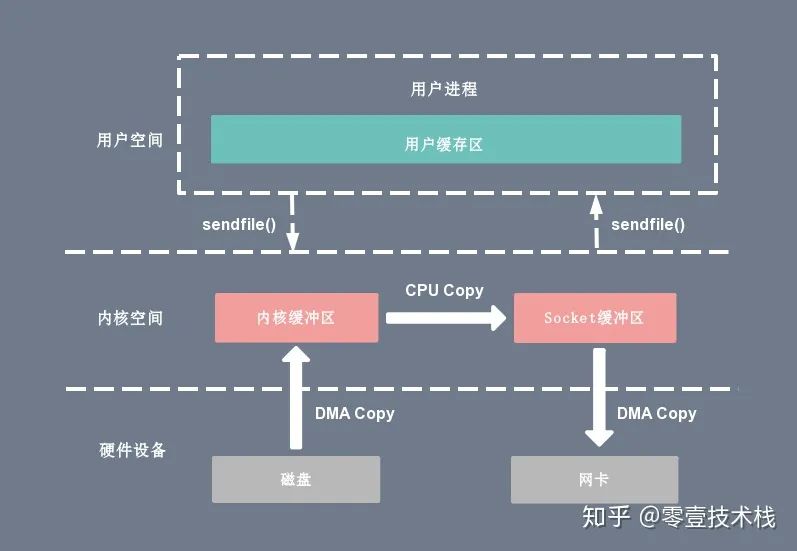 用户进程
用户空间
用户缓存区
sendfile()
sendfile()
CPU Copy
内核空间
内核缓冲区
Socket缓冲区
DMA Copy
DMA Copy
硬件设备
磁盘
网卡
知乎 @零壹技术栈